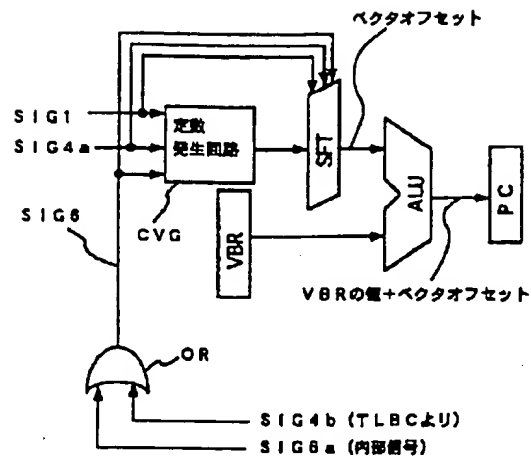 ベクタオフセット
SIG1
SIG4a
定数
発生回路
SFT
ALU
PC
SIG6
CVG
VBR
VBRの値+ベクタオフセット
OR
SIG4b (TLBCより)
SIG6a (内部信号)